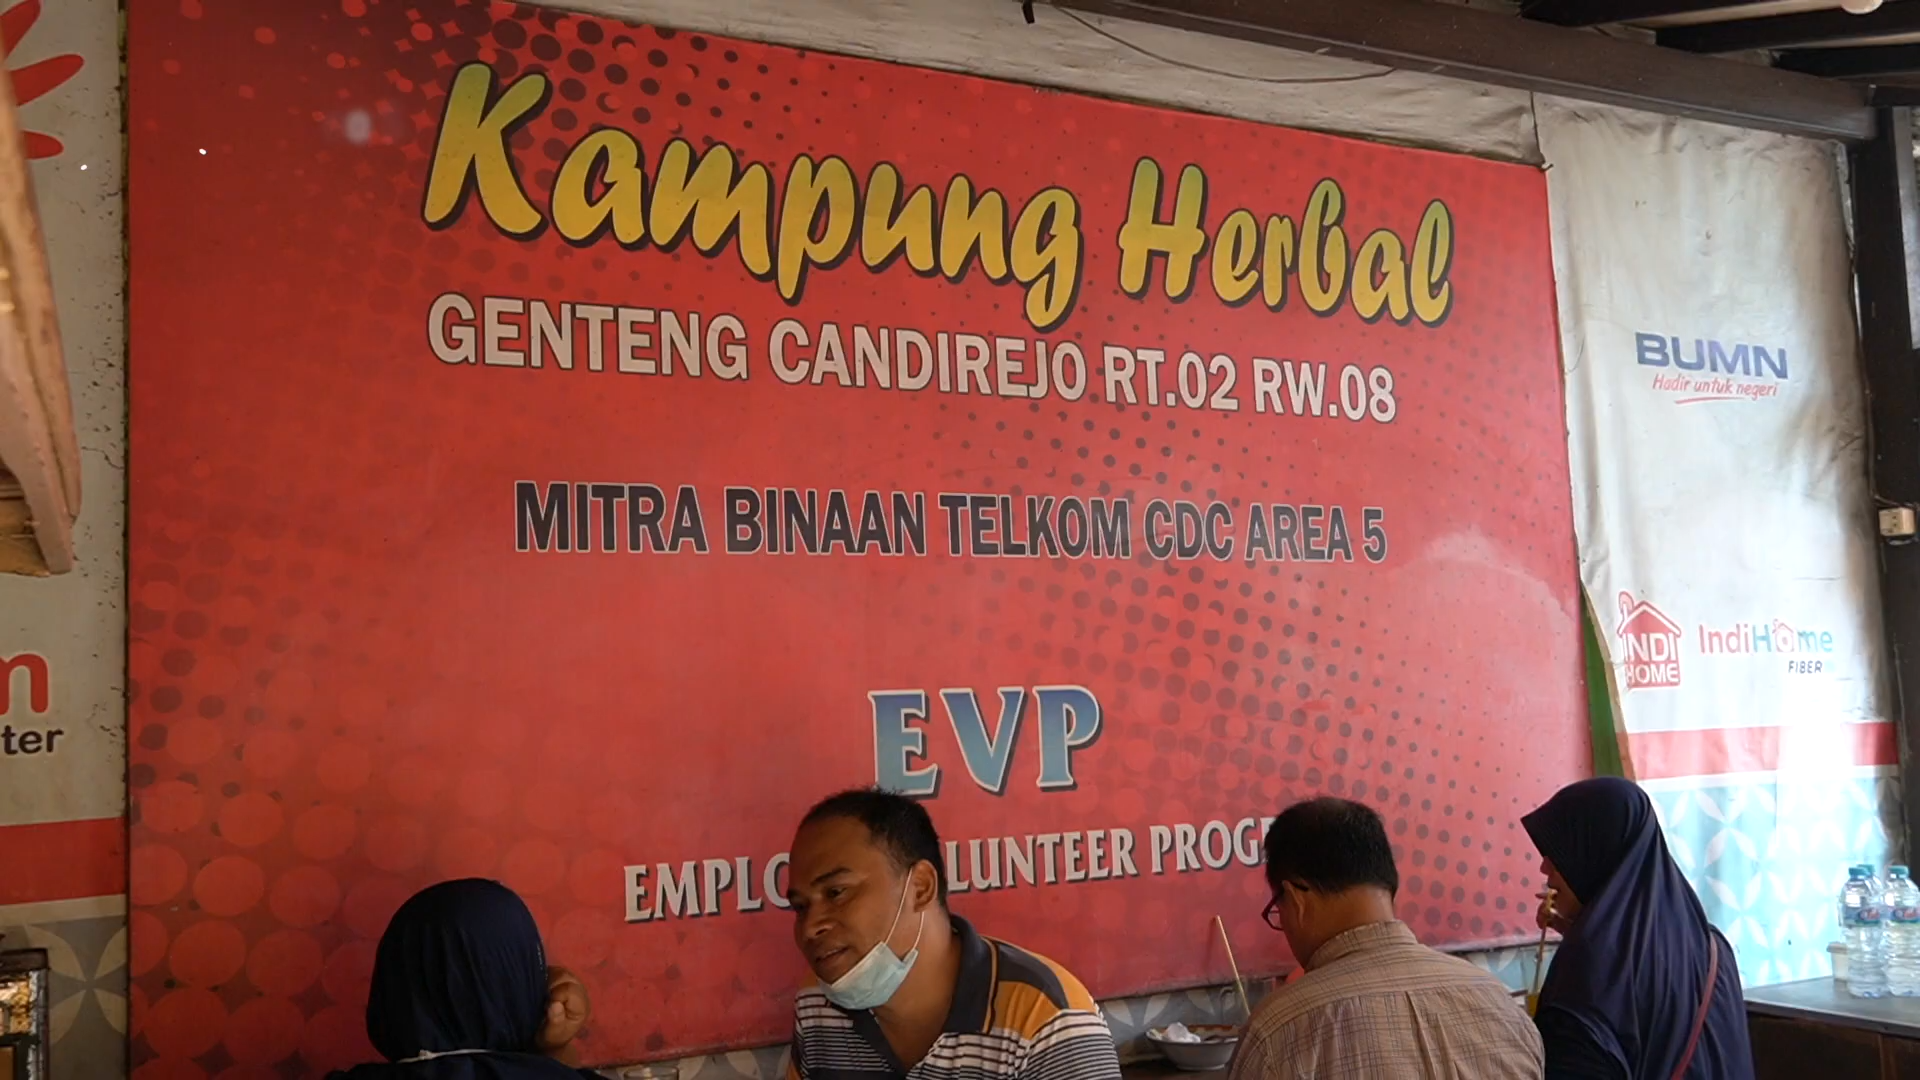 Kampung Herbal
GENTENG CANDIREJO RT.02 RW.08
MITRA BINAAN TELKOM CDC AREA 5
EVP
BUMN
Hadir untuk negeri
INDI
HOME
IndiHome
FIBER